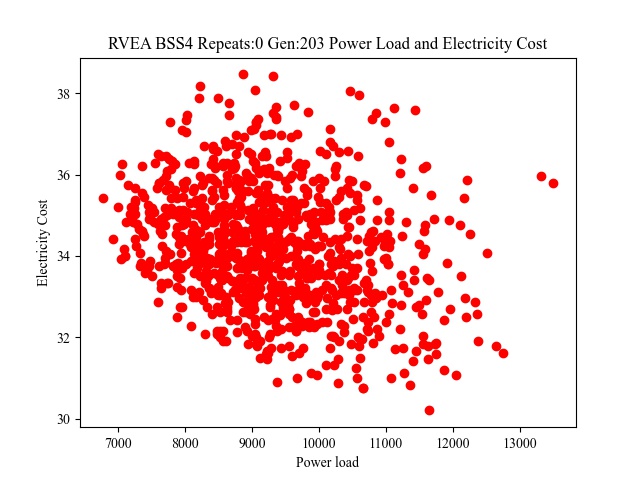 RVEA BSS4 Repeats:0 Gen:203 Power Load and Electricity Cost
Electricity Cost
38
36
34
32
30
7000 8000 9000 10000 11000 12000 13000
Power load